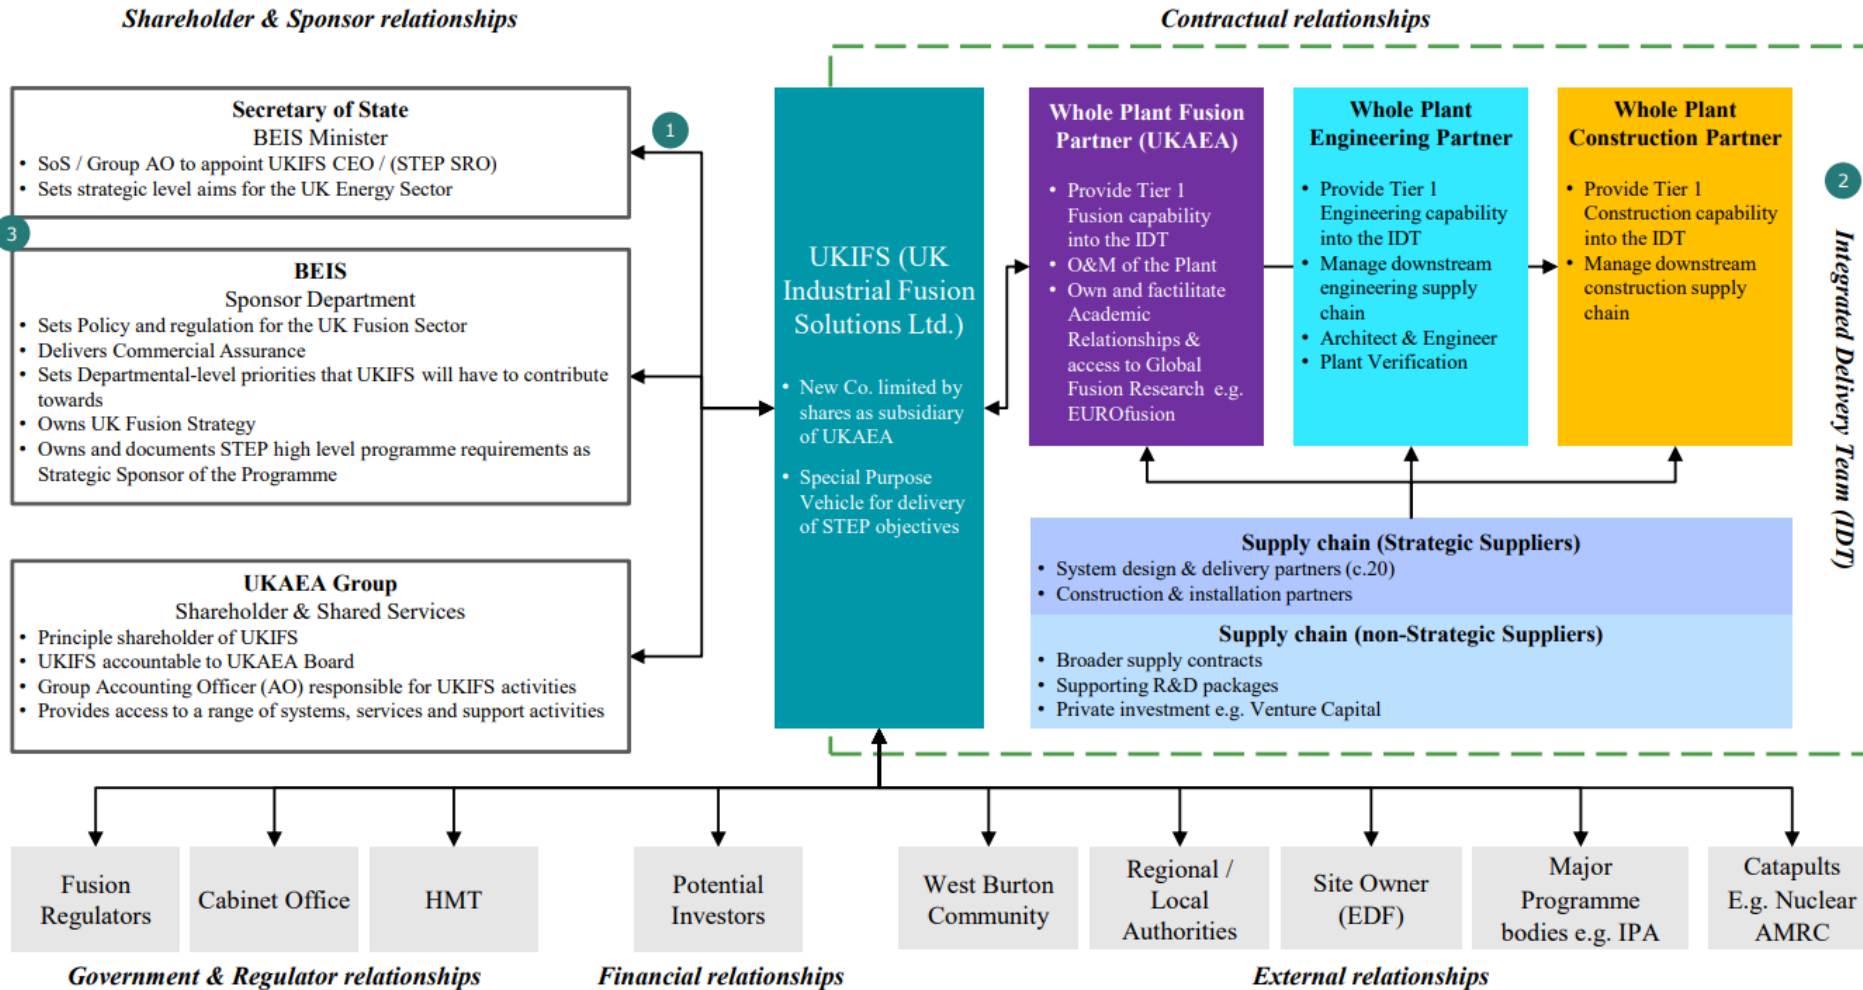 Shareholder & Sponsor relationships
Contractual relationships
Secretary of State
BEIS Minister
• SoS / Group AO to appoint UKIFS CEO / (STEP SRO)
• Sets strategic level aims for the UK Energy Sector
1
3
BEIS
Sponsor Department
• Sets Policy and regulation for the UK Fusion Sector
• Delivers Commercial Assurance
• Sets Departmental-level priorities that UKIFS will have to contribute
towards
• Owns UK Fusion Strategy
• Owns and documents STEP high level programme requirements as
Strategic Sponsor of the Programme
UKAEA Group
Shareholder & Shared Services
• Principle shareholder of UKIFS
• UKIFS accountable to UKAEA Board
• Group Accounting Officer (AO) responsible for UKIFS activities
• Provides access to a range of systems, services and support activities
UKIFS (UK
Industrial Fusion
Solutions Ltd.)
• New Co. limited by
shares as subsidiary
of UKAEA
• Special Purpose
Vehicle for delivery
of STEP objectives
Whole Plant Fusion
Partner (UKAEA)
• Provide Tier 1
Fusion capability
into the IDT
• O&M of the Plant
• Own and factilitate
Academic
Relationships &
access to Global
Fusion Research e.g.
EUROfusion
Whole Plant
Engineering Partner
• Provide Tier 1
Engineering capability
into the IDT
• Manage downstream
engineering supply
chain
• Architect & Engineer
• Plant Verification
Whole Plant
Construction Partner
• Provide Tier 1
Construction capability
into the IDT
• Manage downstream
construction supply
chain
2
Integrated Delivery Team (IDT)
Supply chain (Strategic Suppliers)
• System design & delivery partners (c.20)
• Construction & installation partners
Supply chain (non-Strategic Suppliers)
• Broader supply contracts
• Supporting R&D packages
• Private investment e.g. Venture Capital
Fusion
Regulators
Cabinet Office
HMT
Potential
Investors
West Burton
Community
Regional /
Local
Authorities
Site Owner
(EDF)
Major
Programme
bodies e.g. IPA
Catapults
E.g. Nuclear
AMRC
Government & Regulator relationships
Financial relationships
External relationships